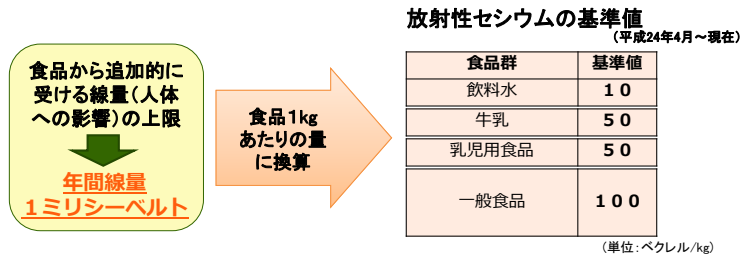 放射性セシウムの基準値
（平成24年4月～現在）
食品から追加的に
受ける線量（人体
への影響）の上限
年間線量
１ミリシーベルト
食品１kg
あたりの量
に換算
食品群 基準値
飲料水 １０
牛乳 ５０
乳児用食品 ５０
一般食品 １００
（単位：ベクレル/kg）